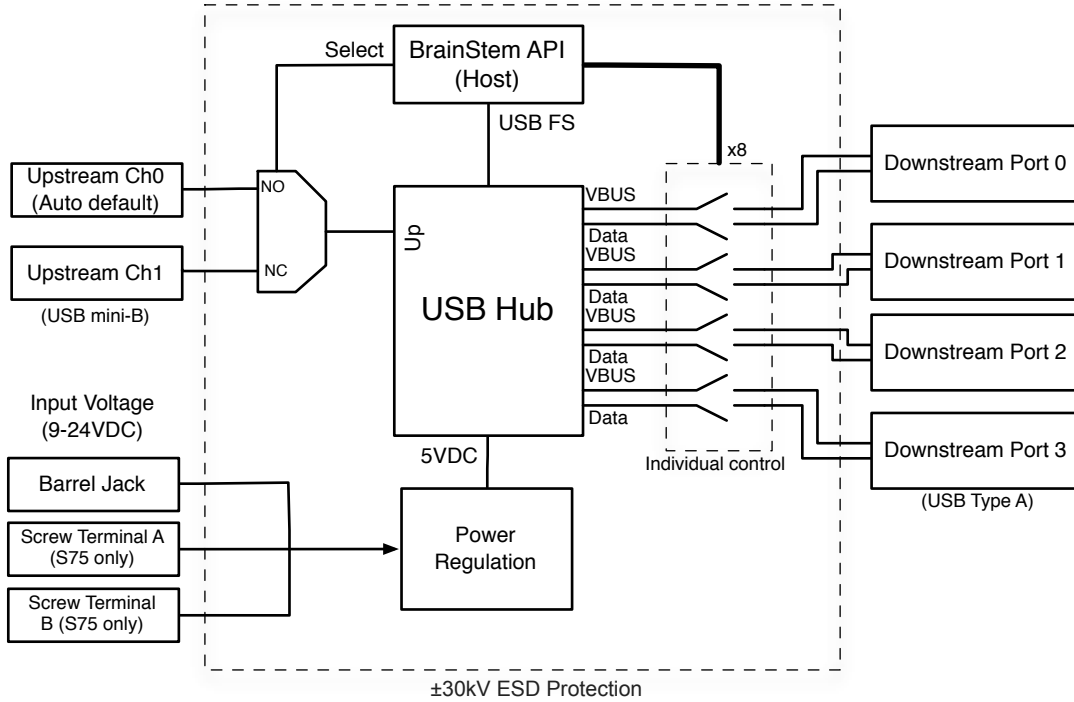 Select
BrainStem API
(Host)
USB FS
x8
Upstream Ch0
(Auto default)
NO
Upstream Ch1
NC
(USB mini-B)
Up
USB Hub
VBUS
Data
VBUS
Data
VBUS
Data
VBUS
Data
Individual control
Downstream Port 0
Downstream Port 1
Downstream Port 2
Downstream Port 3
(USB Type A)
Input Voltage
(9-24VDC)
Barrel Jack
Screw Terminal A
(S75 only)
Screw Terminal
B (S75 only)
5VDC
Power
Regulation
±30kV ESD Protection